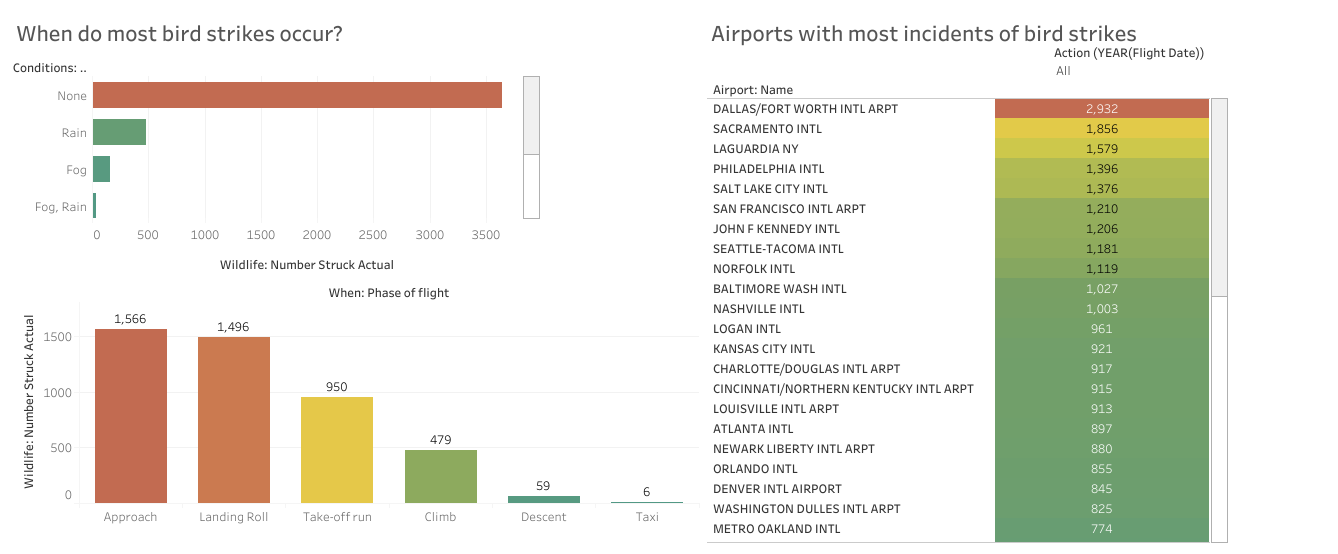 When do most bird strikes occur?
Conditions: ..
None
Rain
Fog
Fog, Rain
0 500 1000 1500 2000 2500 3000 3500
Wildlife: Number Struck Actual
When: Phase of flight
Wildlife: Number Struck Actual
1500
1000
500
0
1,566 1,496 950 479 59 6
Approach Landing Roll Take-off run Climb Descent Taxi
Airports with most incidents of bird strikes
Action (YEAR(Flight Date))
All
Airport: Name
DALLAS/FORT WORTH INTL ARPT 2,932
SACRAMENTO INTL 1,856
LAGUARDIA NY 1,579
PHILADELPHIA INTL 1,396
SALT LAKE CITY INTL 1,376
SAN FRANCISCO INTL ARPT 1,210
JOHN F KENNEDY INTL 1,206
SEATTLE-TACOMA INTL 1,181
NORFOLK INTL 1,119
BALTIMORE WASH INTL 1,027
NASHVILLE INTL 1,003
LOGAN INTL 961
KANSAS CITY INTL 921
CHARLOTTE/DOUGLAS INTL ARPT 917
CINCINNATI/NORTHERN KENTUCKY INTL ARPT 915
LOUISVILLE INTL ARPT 913
ATLANTA INTL 897
NEWARK LIBERTY INTL ARPT 880
ORLANDO INTL 855
DENVER INTL AIRPORT 845
WASHINGTON DULLES INTL ARPT 825
METRO OAKLAND INTL 774